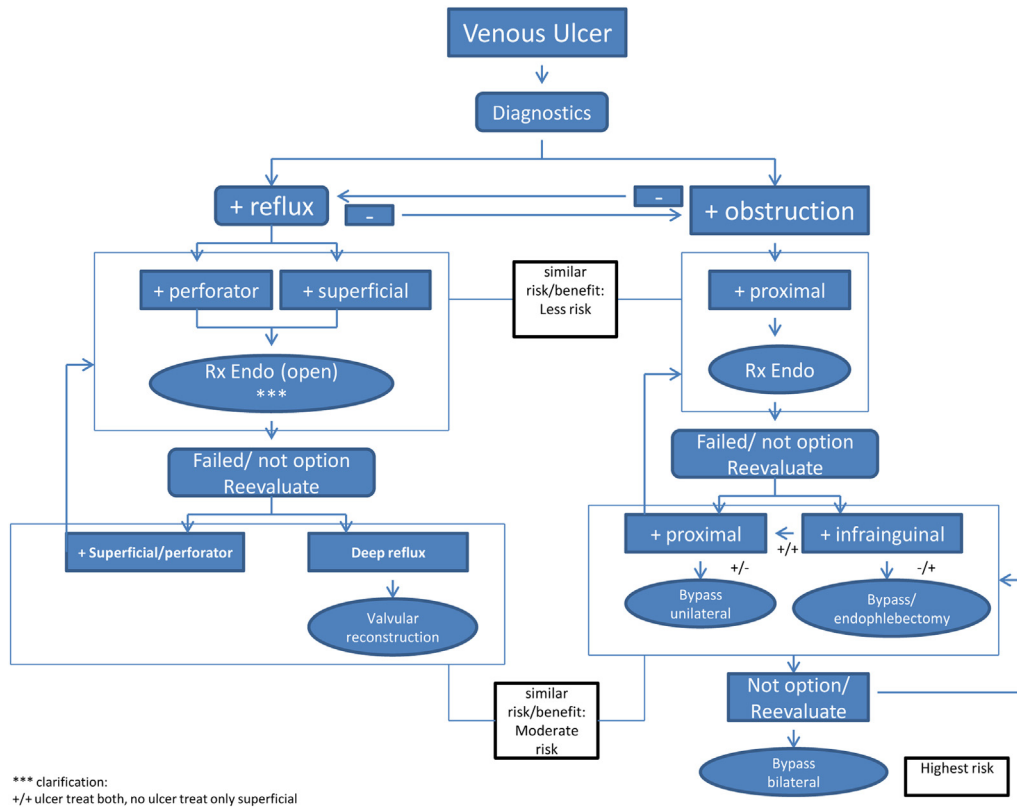 Venous Ulcer
Diagnostics
+ reflux
-
-
+ obstruction
+ perforator
+ superficial
similar
risk/benefit:
Less risk
+ proximal
Rx Endo (open)
***
Rx Endo
Failed/ not option
Reevaluate
Failed/ not option
Reevaluate
+ Superficial/perforator
Deep reflux
+ proximal
+/+
+ infrainguinal
+/-
-/+
Valvular
reconstruction
Bypass
unilateral
Bypass/
endophlebectomy
similar
risk/benefit:
Moderate
risk
Not option/
Reevaluate
Bypass
bilateral
Highest risk
*** clarification:
+/+ ulcer treat both, no ulcer treat only superficial